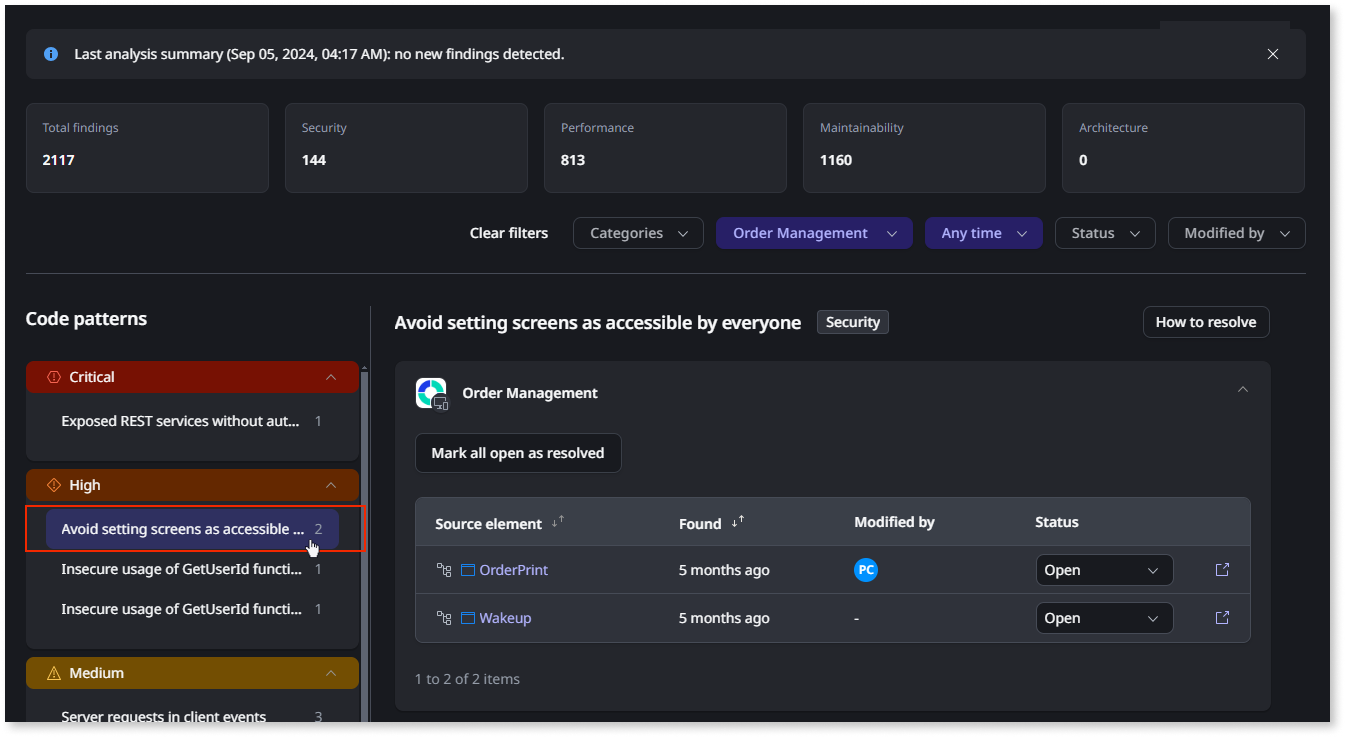 Last analysis summary (Sep 05, 2024, 04:17 AM): no new findings detected.
Total findings
2117
Security
144
Performance
813
Maintainability
1160
Architecture
0
Clear filters
Categories
Order Management
Any time
Status
Modified by
Code patterns
Critical
Exposed REST services without aut... 1
High
Avoid setting screens as accessible ... 2
Insecure usage of GetUserId functi... 1
Insecure usage of GetUserId functi... 1
Medium
Server requests in client events 3
Avoid setting screens as accessible by everyone
Security
How to resolve
Order Management
Mark all open as resolved
Source element Found Modified by Status
OrderPrint 5 months ago PC Open
Wakeup 5 months ago - Open
1 to 2 of 2 items